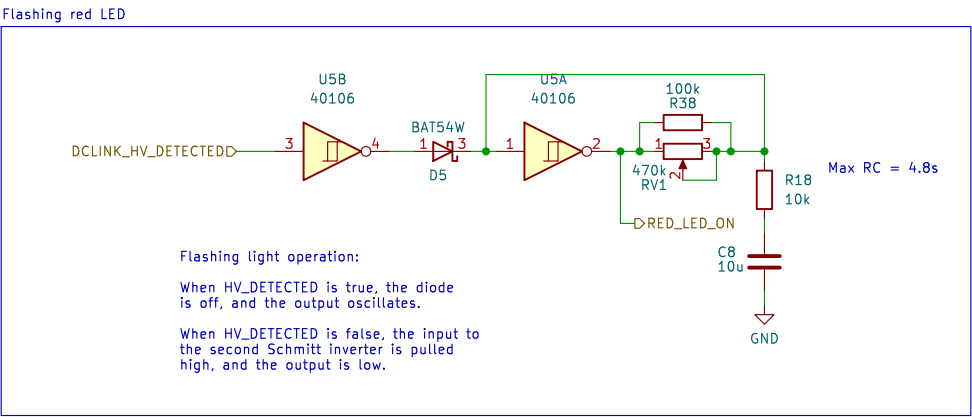 Flashing red LED
U5B
40106
U5A
40106
100k
R38
BAT54W
DCLINK_HV_DETECTED
3
4
1
3
1
2
1
3
D5
470k
RV1
2
R18
10k
Max RC = 4.8s
RED_LED_ON
C8
10u
GND
Flashing light operation:
When HV_DETECTED is true, the diode
is off, and the output oscillates.
When HV_DETECTED is false, the input to
the second Schmitt inverter is pulled
high, and the output is low.